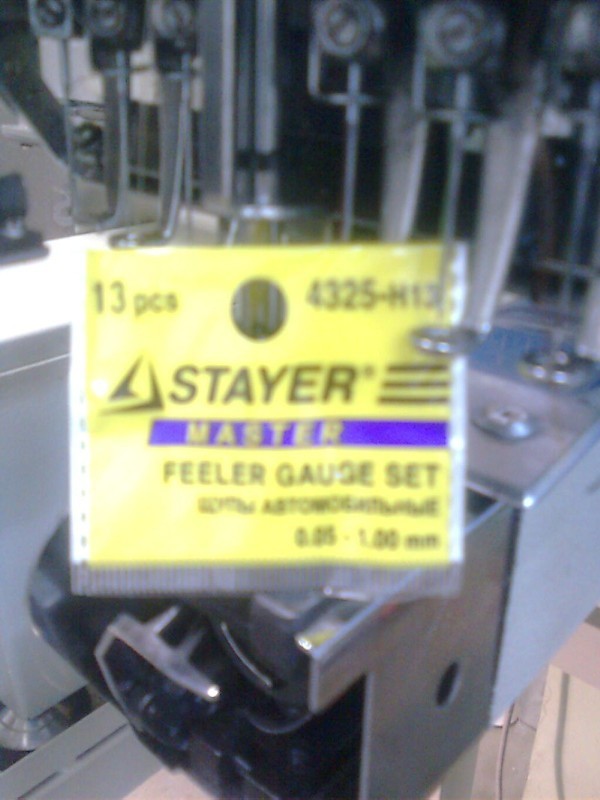 13 pcs 4325-H13
STAYER®
MASTER
FEELER GAUGE SET
ЩУПЫ АВТОМОБИЛЬНЫЕ
0.05 - 1.00 mm